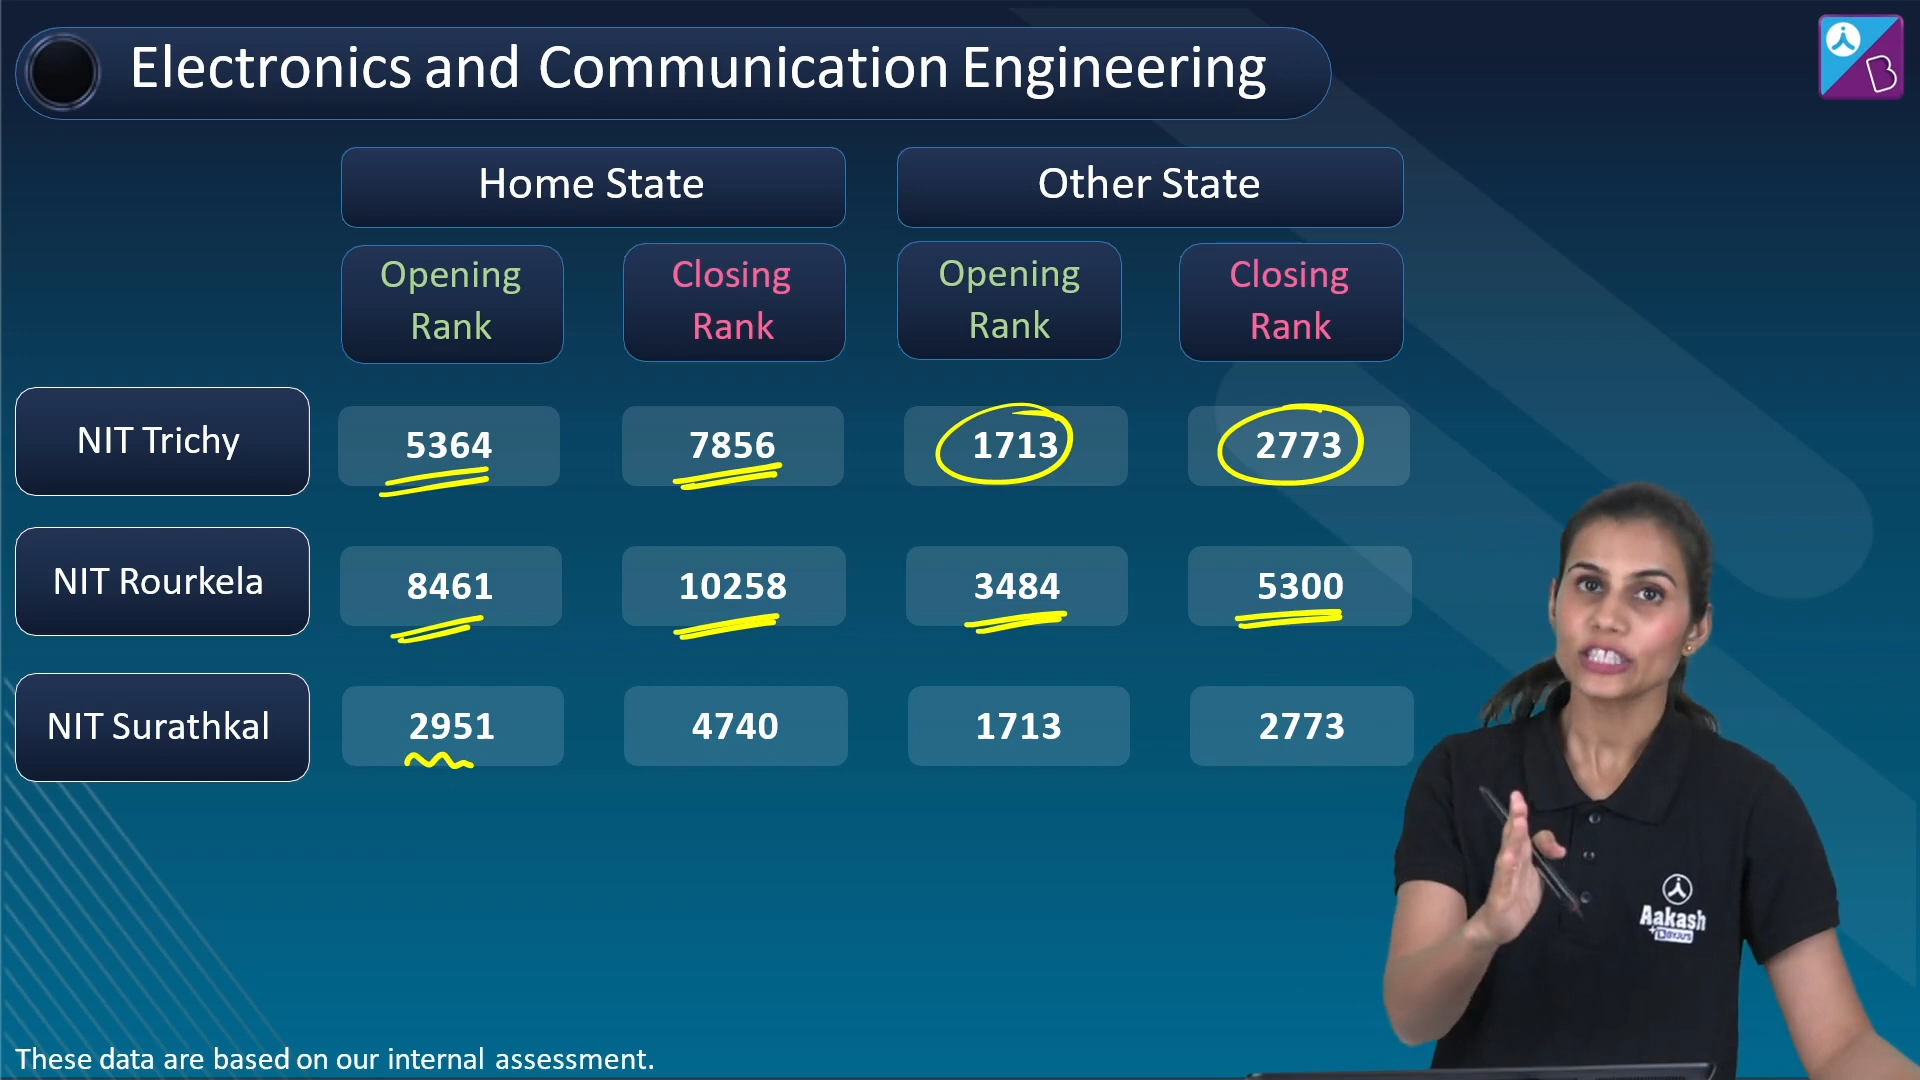 Electronics and Communication Engineering
B
Home State Other State
Opening Closing Opening Closing
Rank Rank Rank Rank
NIT Trichy 5364 7856 1713 2773
NIT Rourkela 8461 10258 3484 5300
NIT Surathkal 2951 4740 1713 2773
Aakash
BYJU'S
These data are based on our internal assessment.